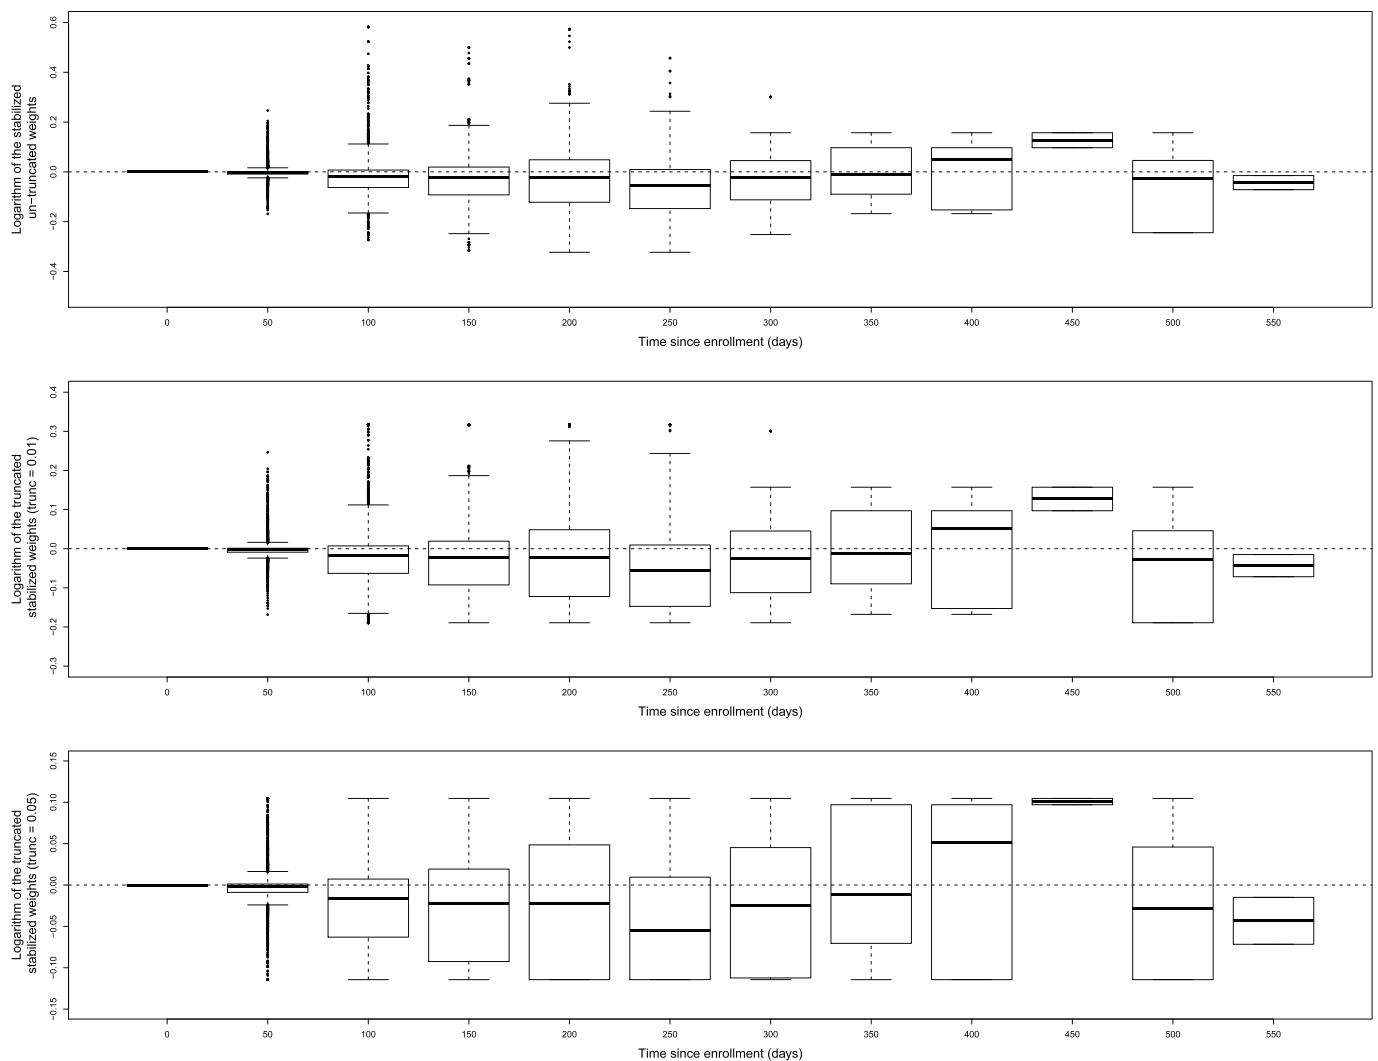 Logarithm of the stabilized
un−truncated weights
0.6
0.4
0.2
0.0
−0.2
−0.4
0 50 100 150 200 250 300 350 400 450 500 550
Time since enrollment (days)
Logarithm of the truncated
stabilized weights (trunc = 0.01)
0.4
0.3
0.2
0.1
0.0
−0.1
−0.2
−0.3
0 50 100 150 200 250 300 350 400 450 500 550
Time since enrollment (days)
Logarithm of the truncated
stabilized weights (trunc = 0.05)
0.15
0.10
0.05
0.00
−0.05
−0.10
−0.15
0 50 100 150 200 250 300 350 400 450 500 550
Time since enrollment (days)